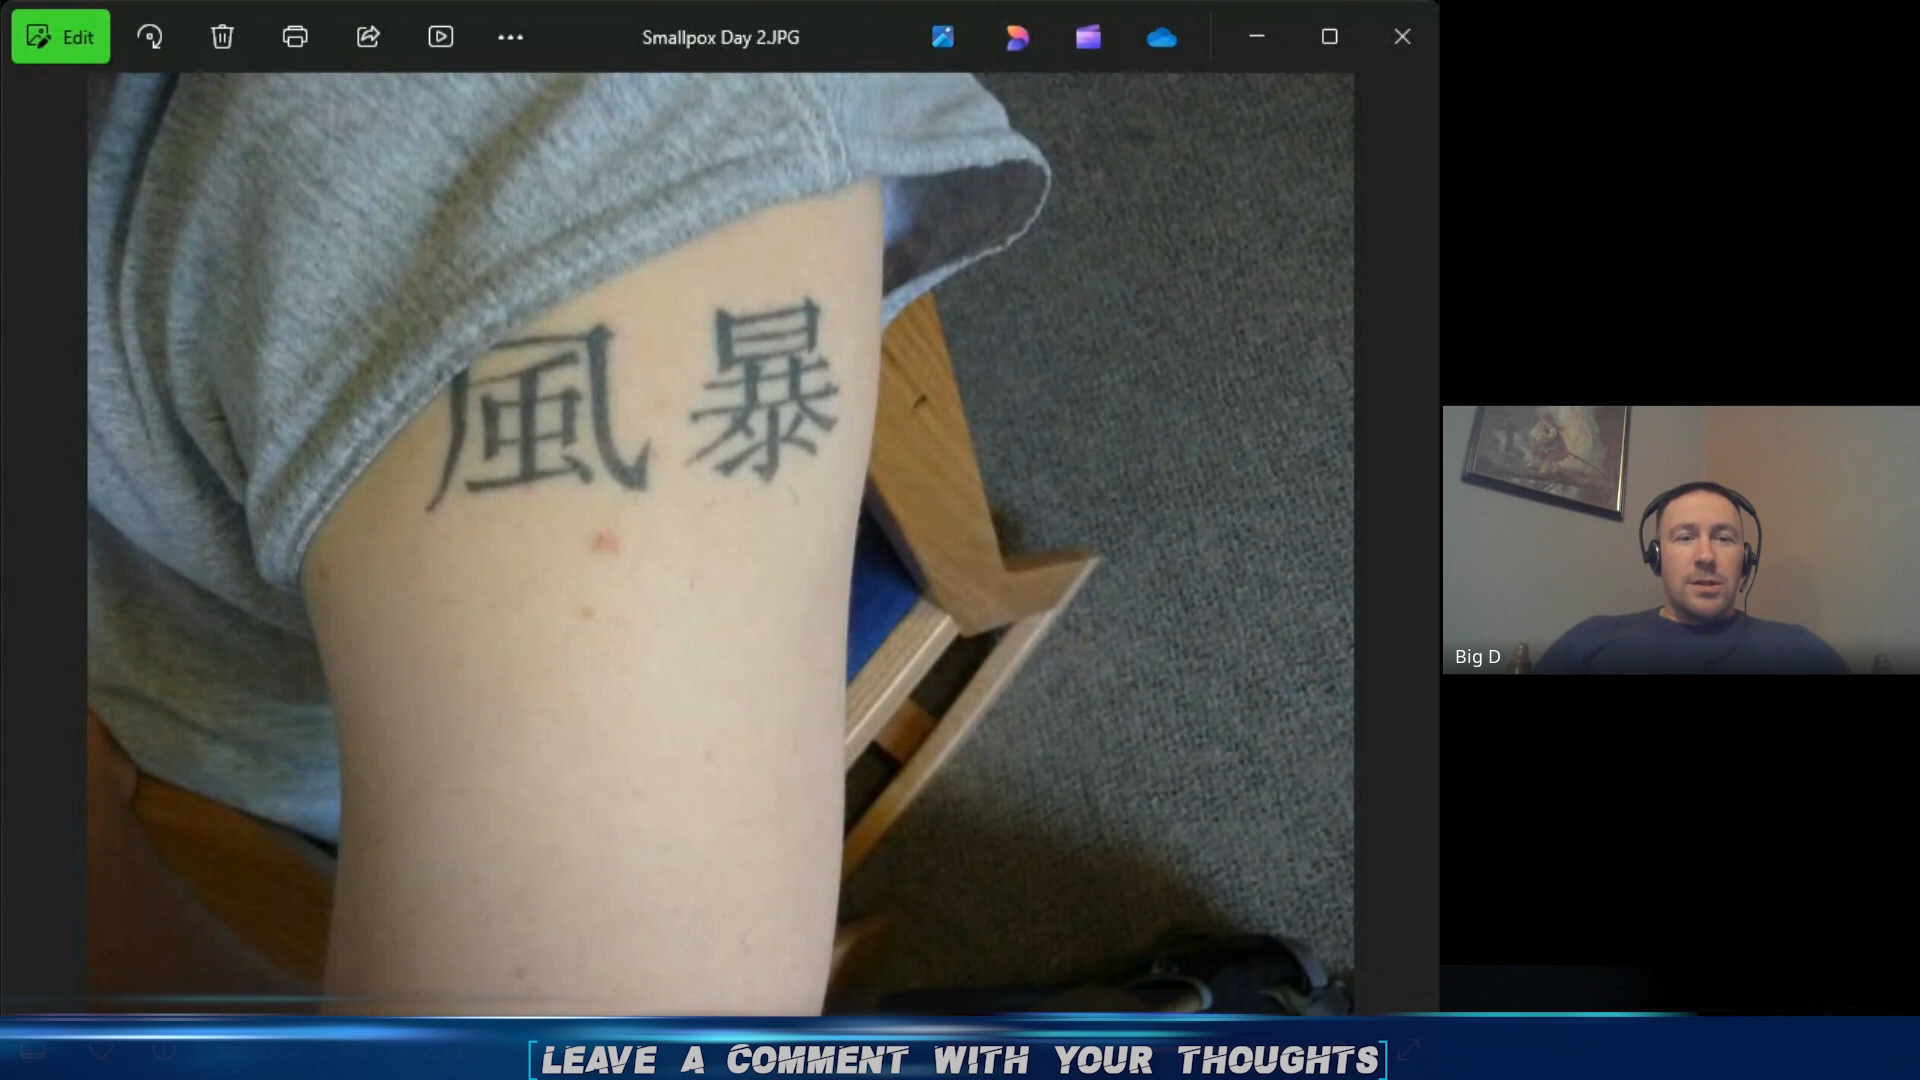 Edit
Smallpox Day 2.JPG
風暴
Big D
LEAVE A COMMENT WITH YOUR THOUGHTS